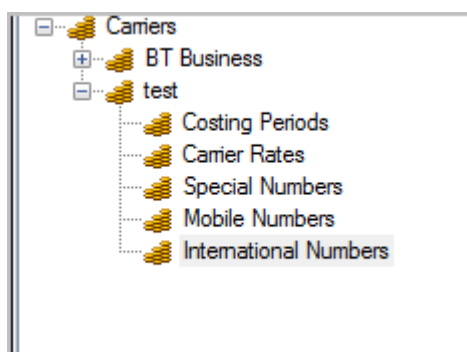 Carriers
BT Business
test
Costing Periods
Carrier Rates
Special Numbers
Mobile Numbers
International Numbers